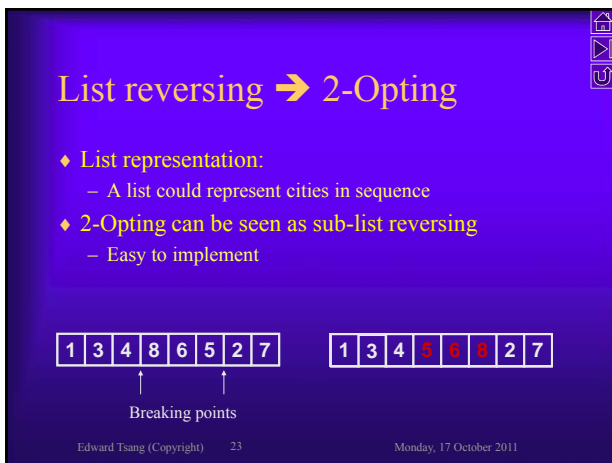 List reversing ➔ 2-Opting
♦ List representation:
– A list could represent cities in sequence
♦ 2-Opting can be seen as sub-list reversing
– Easy to implement
1 3 4 8 6 5 2 7
1 3 4 5 6 8 2 7
Breaking points
Edward Tsang (Copyright) 23 Monday, 17 October 2011